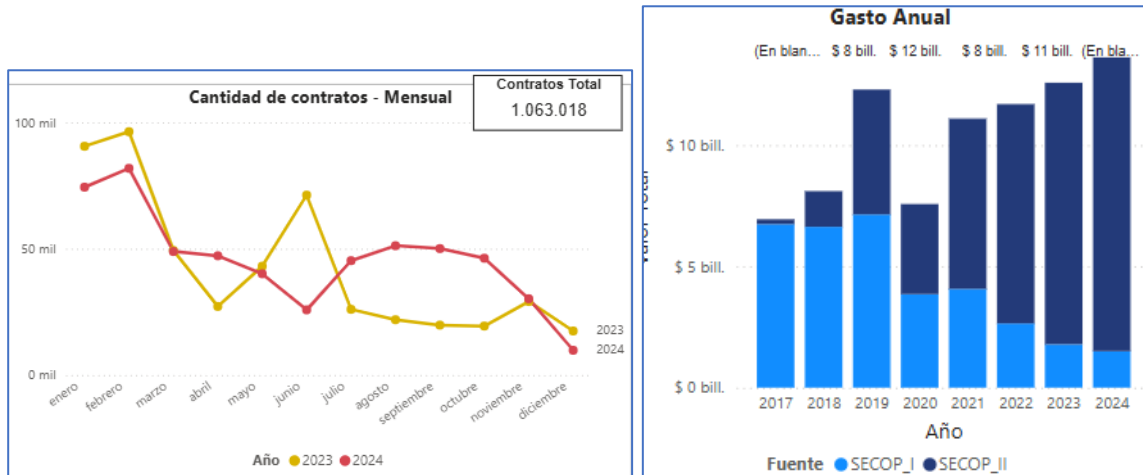 Cantidad de contratos - Mensual
Contratos Total
1.063.018
100 mil
50 mil
0 mil
2023
2024
enero
febrero
marzo
abril
mayo
junio
julio
agosto
septiembre
octubre
noviembre
diciembre
Año 2023 2024
Gasto Anual
(En blan... $ 8 bill. $ 12 bill. $ 8 bill. $ 11 bill. (En bla...
$ 10 bill.
$ 5 bill.
$ 0 bill.
Valor Total
2017 2018 2019 2020 2021 2022 2023 2024
Año
Fuente SECOP_I SECOP_II